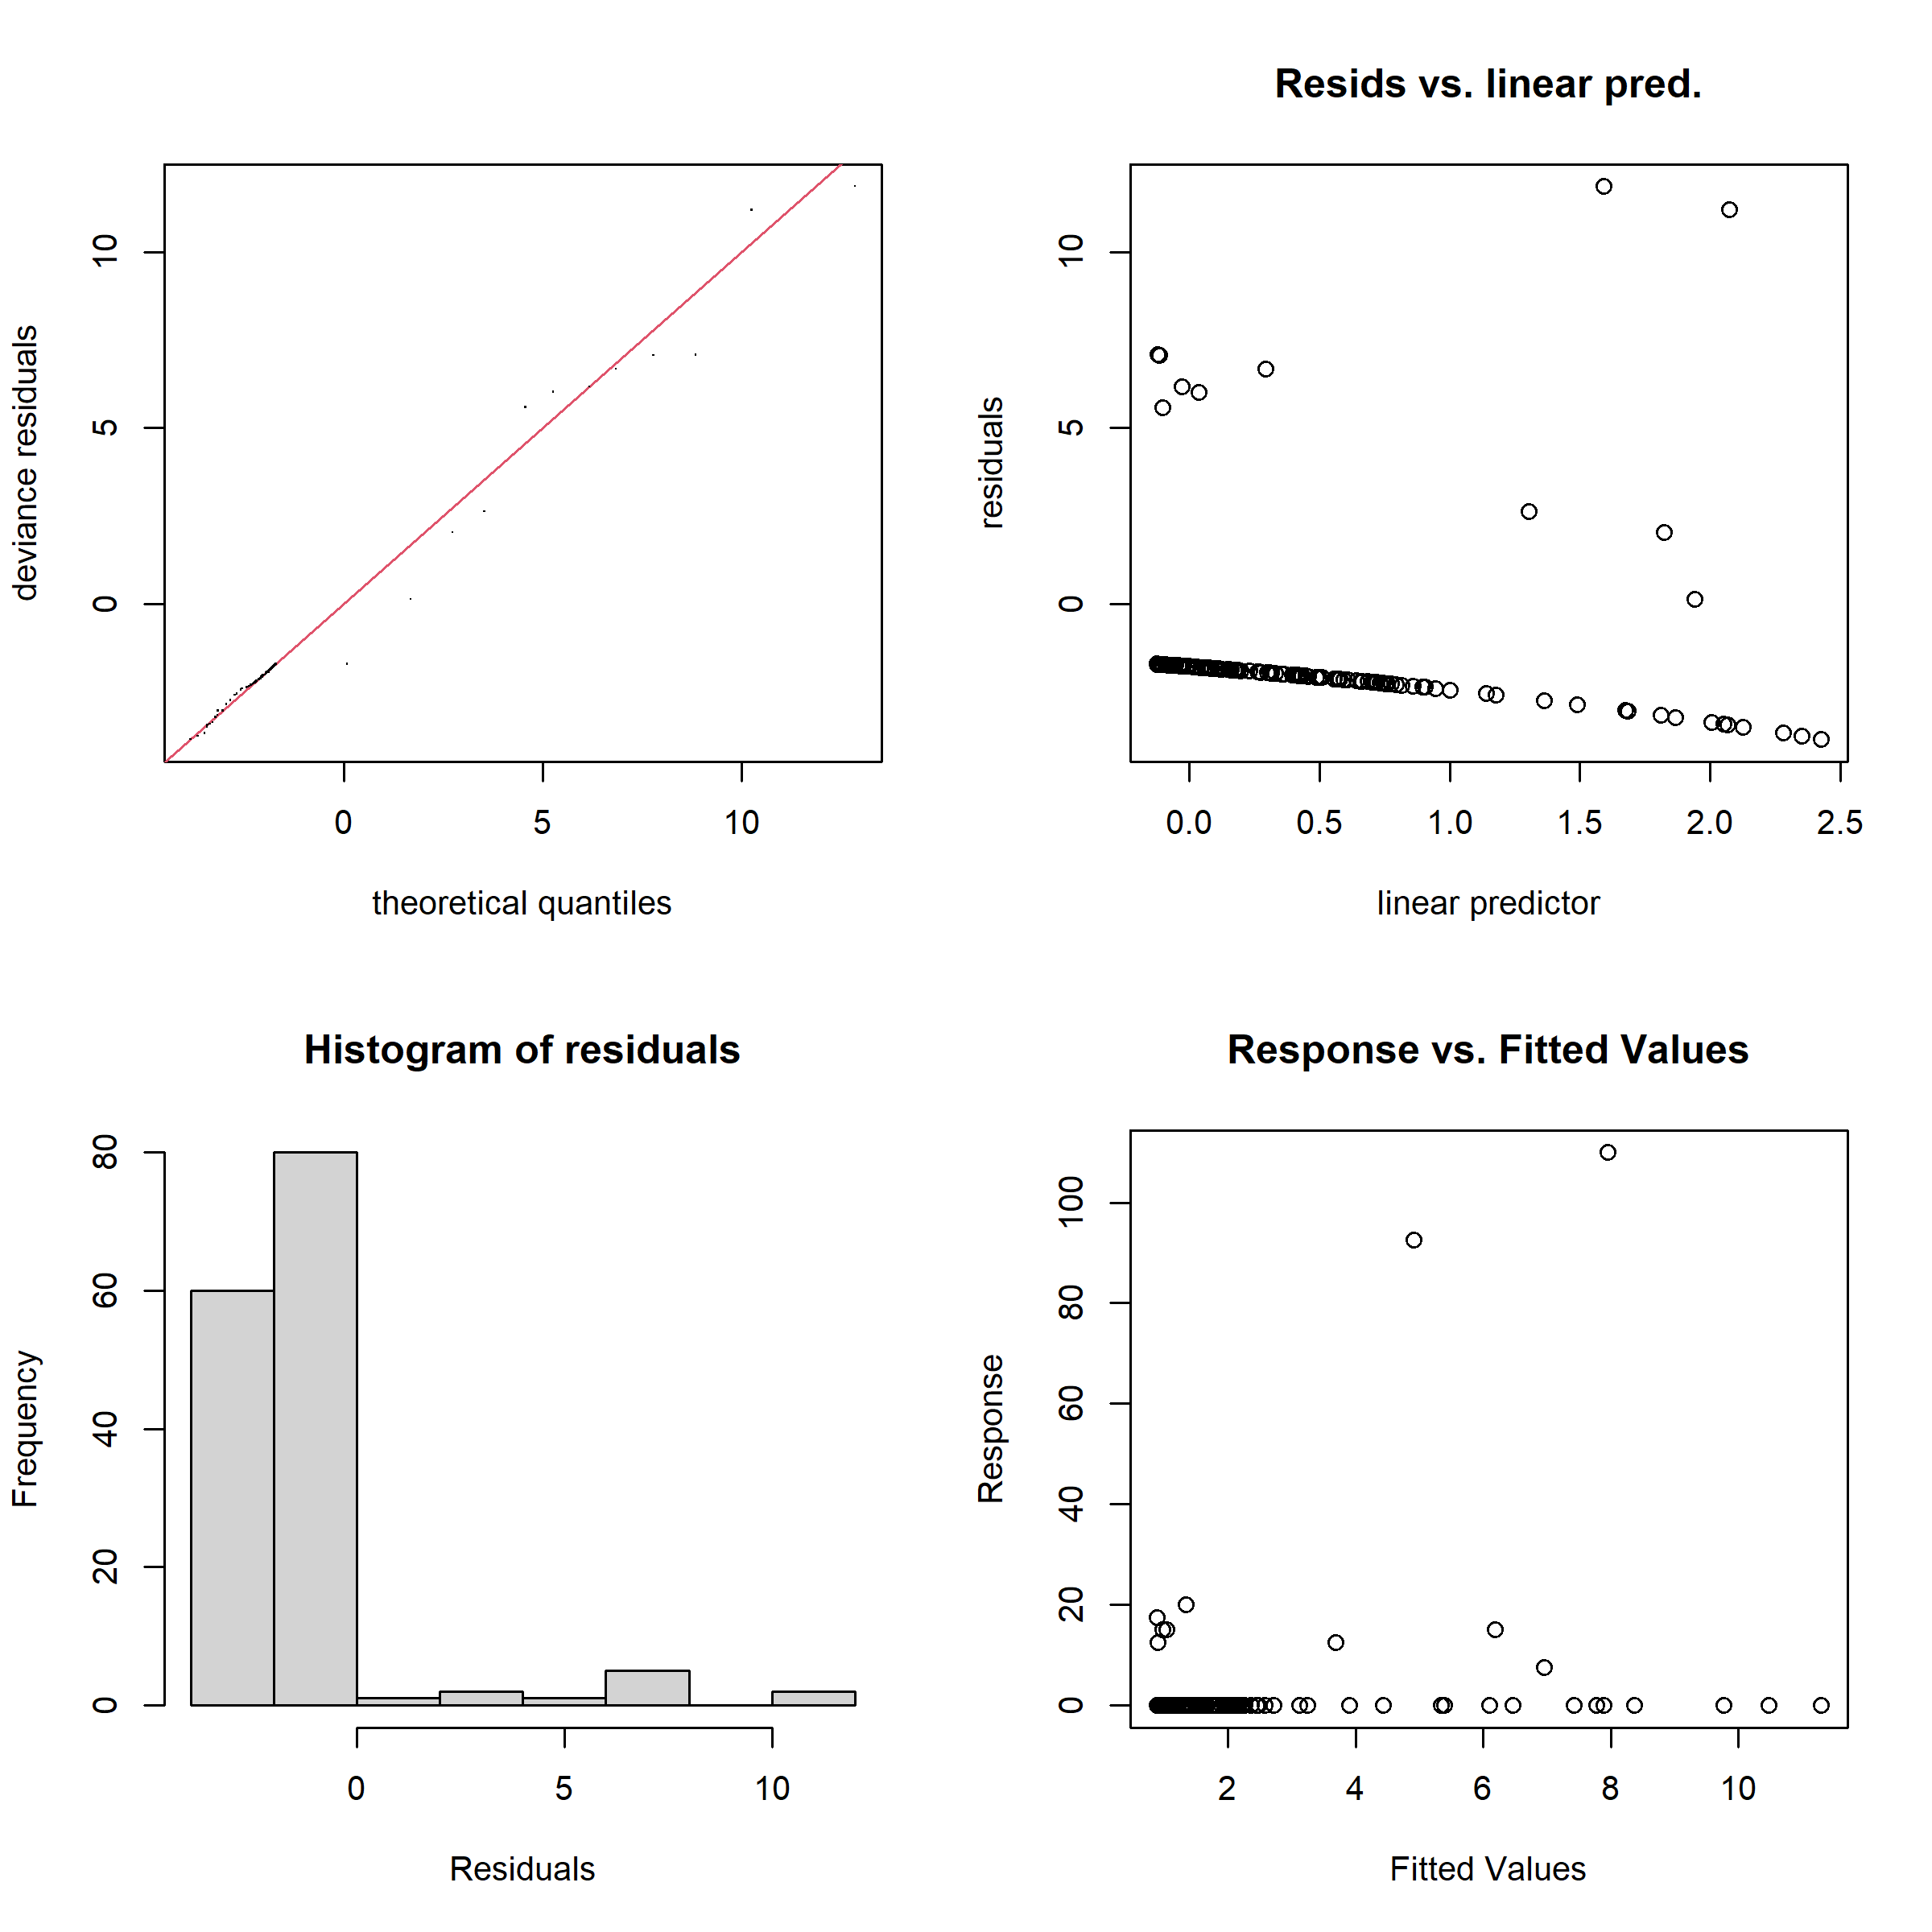 deviance residuals
10
5
0
0 5 10
theoretical quantiles
Resids vs. linear pred.
residuals
10
5
0
0.0 0.5 1.0 1.5 2.0 2.5
linear predictor
Histogram of residuals
Frequency
80
60
40
20
0
0 5 10
Residuals
Response vs. Fitted Values
Response
100
80
60
40
20
0
2 4 6 8 10
Fitted Values